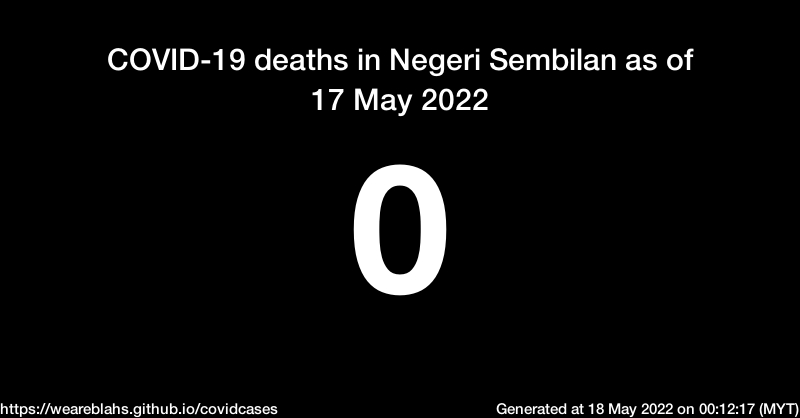 COVID-19 deaths in Negeri Sembilan as of
17 May 2022
0
https://weareblahs.github.io/covidcases
Generated at 18 May 2022 on 00:12:17 (MYT)